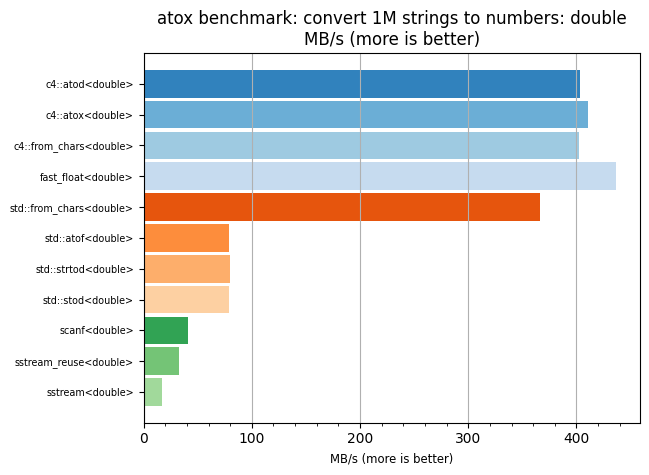 atox benchmark: convert 1M strings to numbers: double
MB/s (more is better)
c4::atod<double>
c4::atox<double>
c4::from_chars<double>
fast_float<double>
std::from_chars<double>
std::atof<double>
std::strtod<double>
std::stod<double>
scanf<double>
sstream_reuse<double>
sstream<double>
0 100 200 300 400
MB/s (more is better)